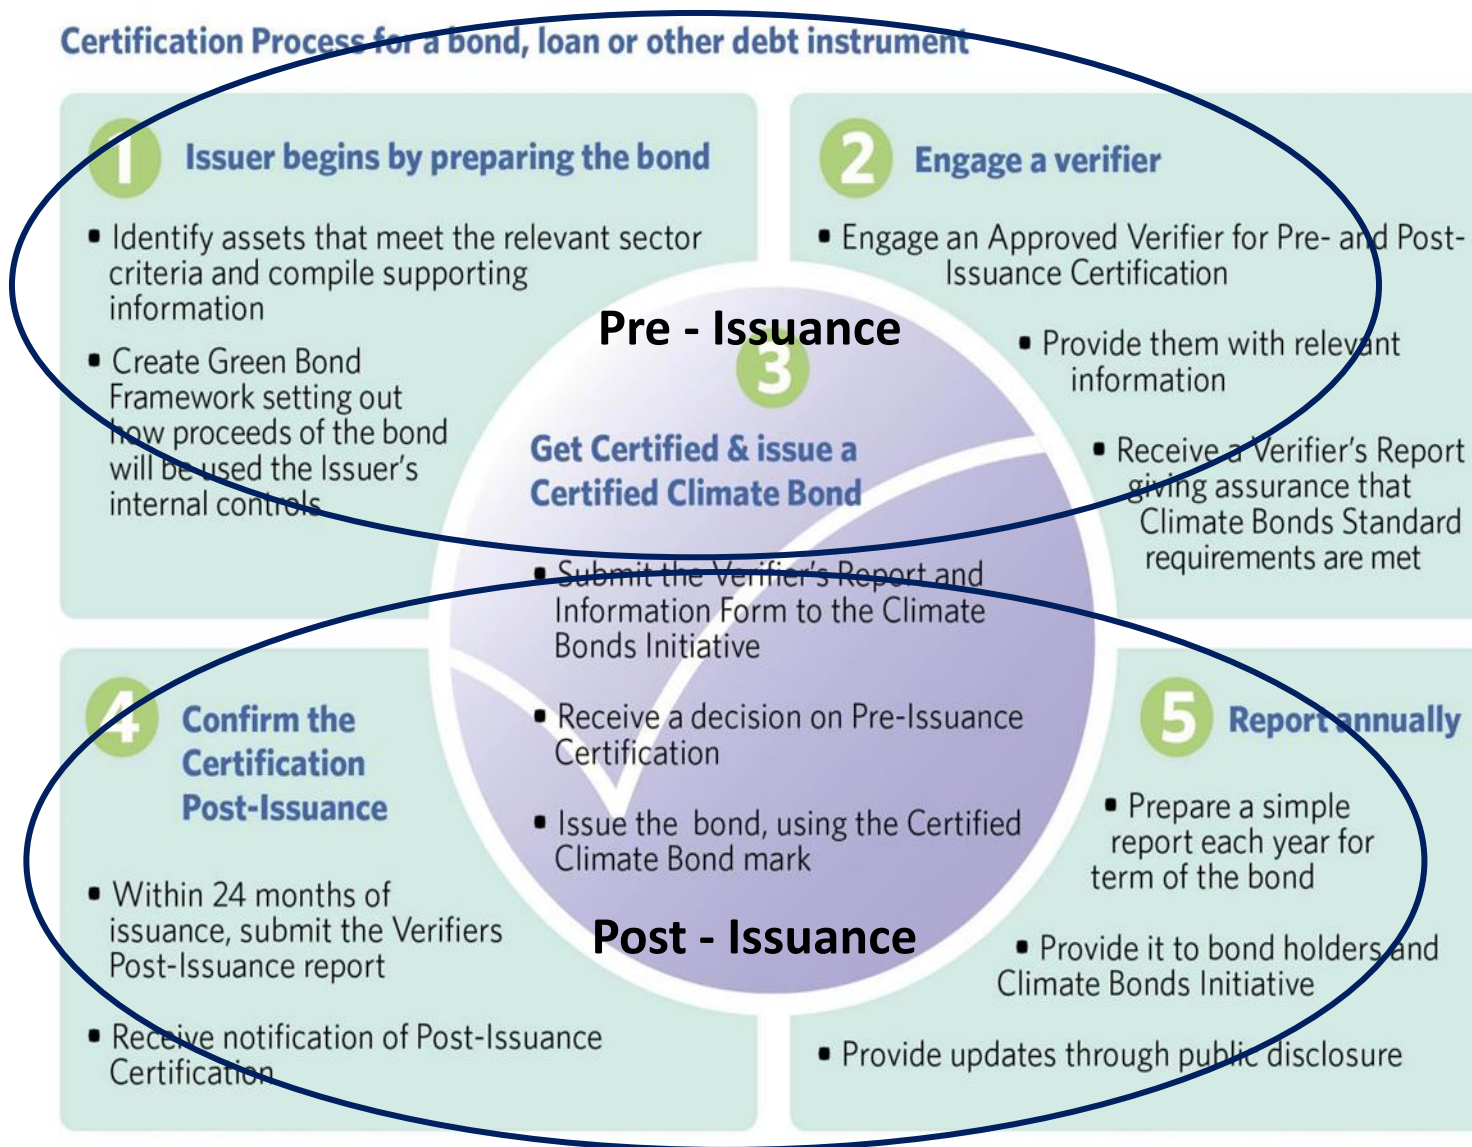 Certification Process for a bond, loan or other debt instrument
1
Issuer begins by preparing the bond
▪ Identify assets that meet the relevant sector
criteria and compile supporting
information
▪ Create Green Bond
Framework setting out
how proceeds of the bond
will be used the Issuer's
internal controls
2
Engage a verifier
▪ Engage an Approved Verifier for Pre- and Post-
Issuance Certification
▪ Provide them with relevant
information
▪ Receive a Verifier's Report
giving assurance that
Climate Bonds Standard
requirements are met
Pre - Issuance
3
Get Certified & issue a
Certified Climate Bond
▪ Submit the Verifier's Report and
Information Form to the Climate
Bonds Initiative
▪ Receive a decision on Pre-Issuance
Certification
▪ Issue the bond, using the Certified
Climate Bond mark
Post - Issuance
4
Confirm the
Certification
Post-Issuance
▪ Within 24 months of
issuance, submit the Verifiers
Post-Issuance report
▪ Receive notification of Post-Issuance
Certification
5
Report annually
▪ Prepare a simple
report each year for
term of the bond
▪ Provide it to bond holders and
Climate Bonds Initiative
▪ Provide updates through public disclosure